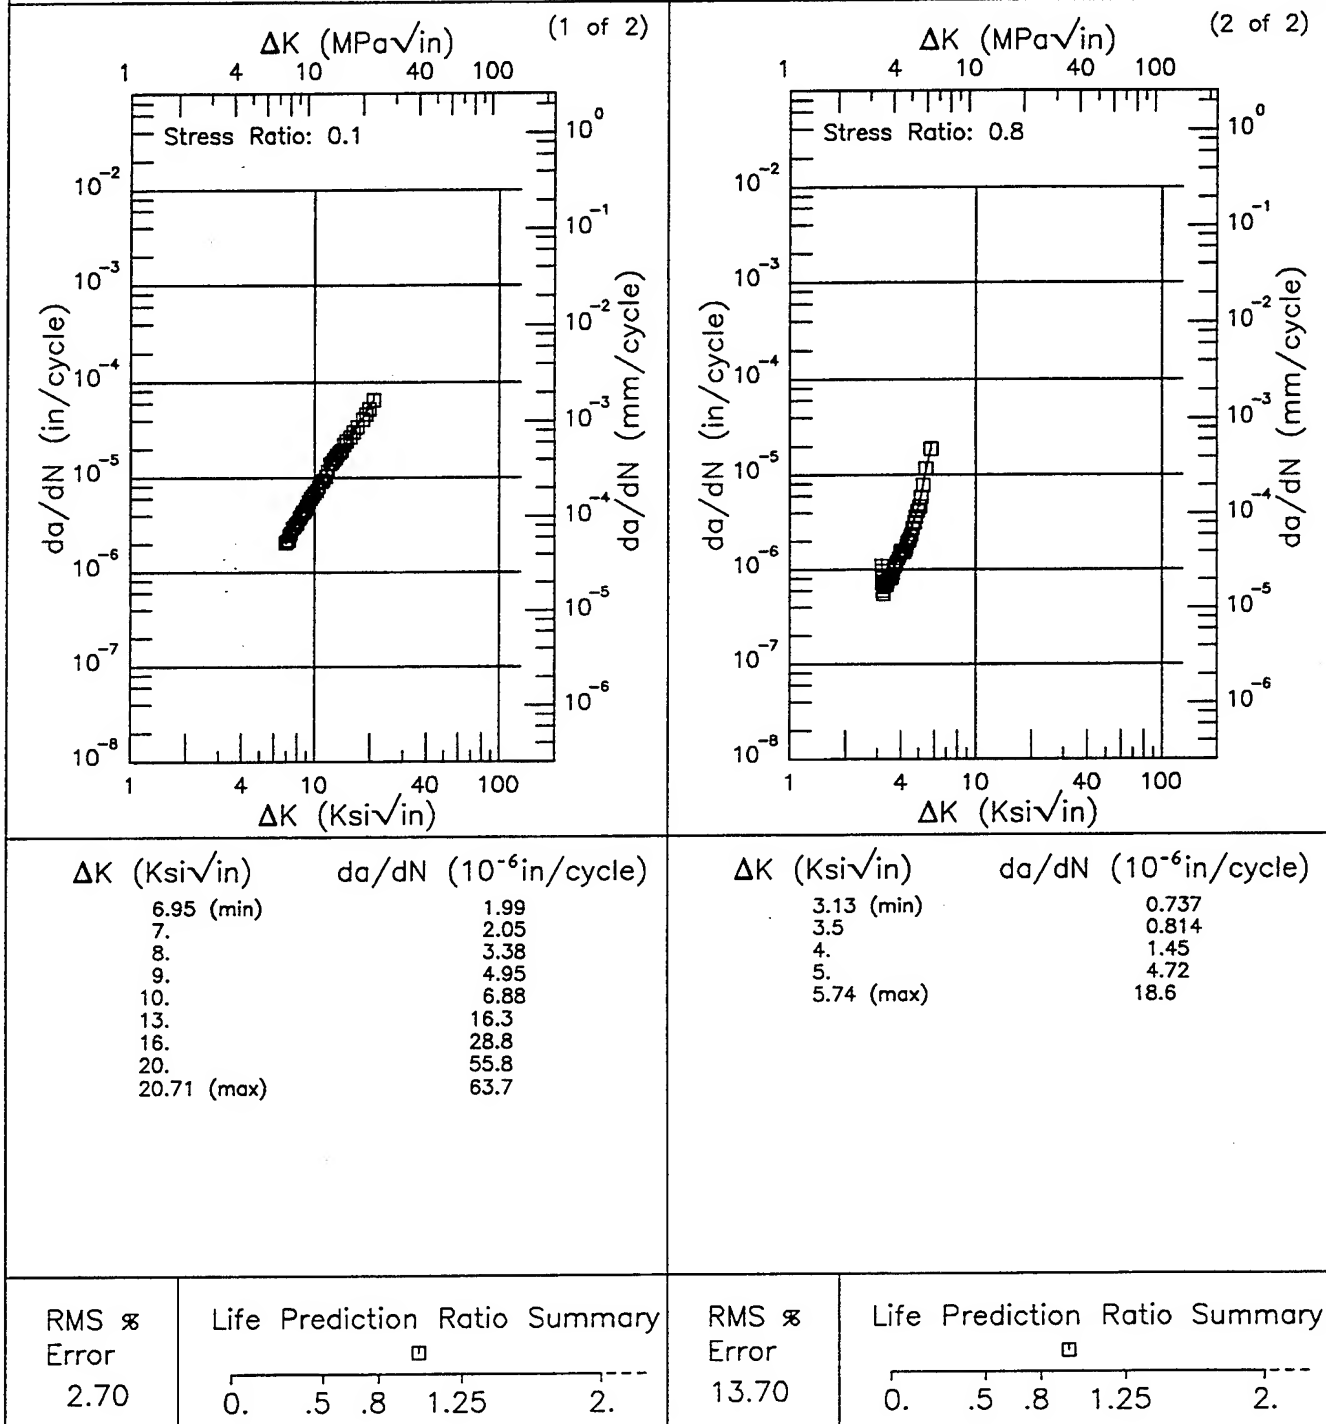 (1 of 2)
ΔK (MPa√in)
1 4 10 40 100
Stress Ratio: 0.1
10⁰
10⁻²
10⁻¹
10⁻³
10⁻²
10⁻⁴
10⁻³
10⁻⁵
10⁻⁴
10⁻⁶
10⁻⁵
10⁻⁷
10⁻⁶
10⁻⁸
da/dN (in/cycle)
da/dN (mm/cycle)
1 4 10 40 100
ΔK (Ksi√in)
ΔK (Ksi√in) da/dN (10⁻⁶in/cycle)
6.95 (min) 1.99
7. 2.05
8. 3.38
9. 4.95
10. 6.88
13. 16.3
16. 28.8
20. 55.8
20.71 (max) 63.7
RMS %
Error
2.70
Life Prediction Ratio Summary
0. .5 .8 1.25 2.
(2 of 2)
ΔK (MPa√in)
1 4 10 40 100
Stress Ratio: 0.8
10⁰
10⁻²
10⁻¹
10⁻³
10⁻²
10⁻⁴
10⁻³
10⁻⁵
10⁻⁴
10⁻⁶
10⁻⁵
10⁻⁷
10⁻⁶
10⁻⁸
da/dN (in/cycle)
da/dN (mm/cycle)
1 4 10 40 100
ΔK (Ksi√in)
ΔK (Ksi√in) da/dN (10⁻⁶in/cycle)
3.13 (min) 0.737
3.5 0.814
4. 1.45
5. 4.72
5.74 (max) 18.6
RMS %
Error
13.70
Life Prediction Ratio Summary
0. .5 .8 1.25 2.